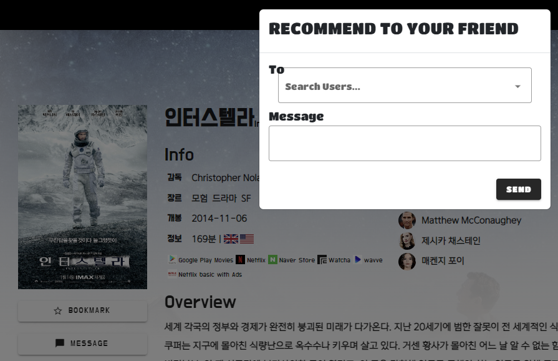 RECOMMEND TO YOUR FRIEND
To
Search Users...
Message
SEND
인터스텔라
Info
감독 Christopher Nola
장르 모험 드라마 SF
개봉 2014-11-06
정보 169분 |
Google Play Movies Netflix Naver Store Watcha wavve
Netflix basic with Ads
Matthew McConaughey
제시카 채스테인
매켄지 포이
인터스텔라
BOOKMARK
MESSAGE
Overview
세계 각국의 정부와 경제가 완전히 붕괴된 미래가 다가온다. 지난 20세기에 범한 잘못이 전 세계적인 식
쿠퍼는 지구에 몰아친 식량난으로 옥수수나 키우며 살고 있다. 거센 황사가 몰아친 어느 날 알 수 없는 힘